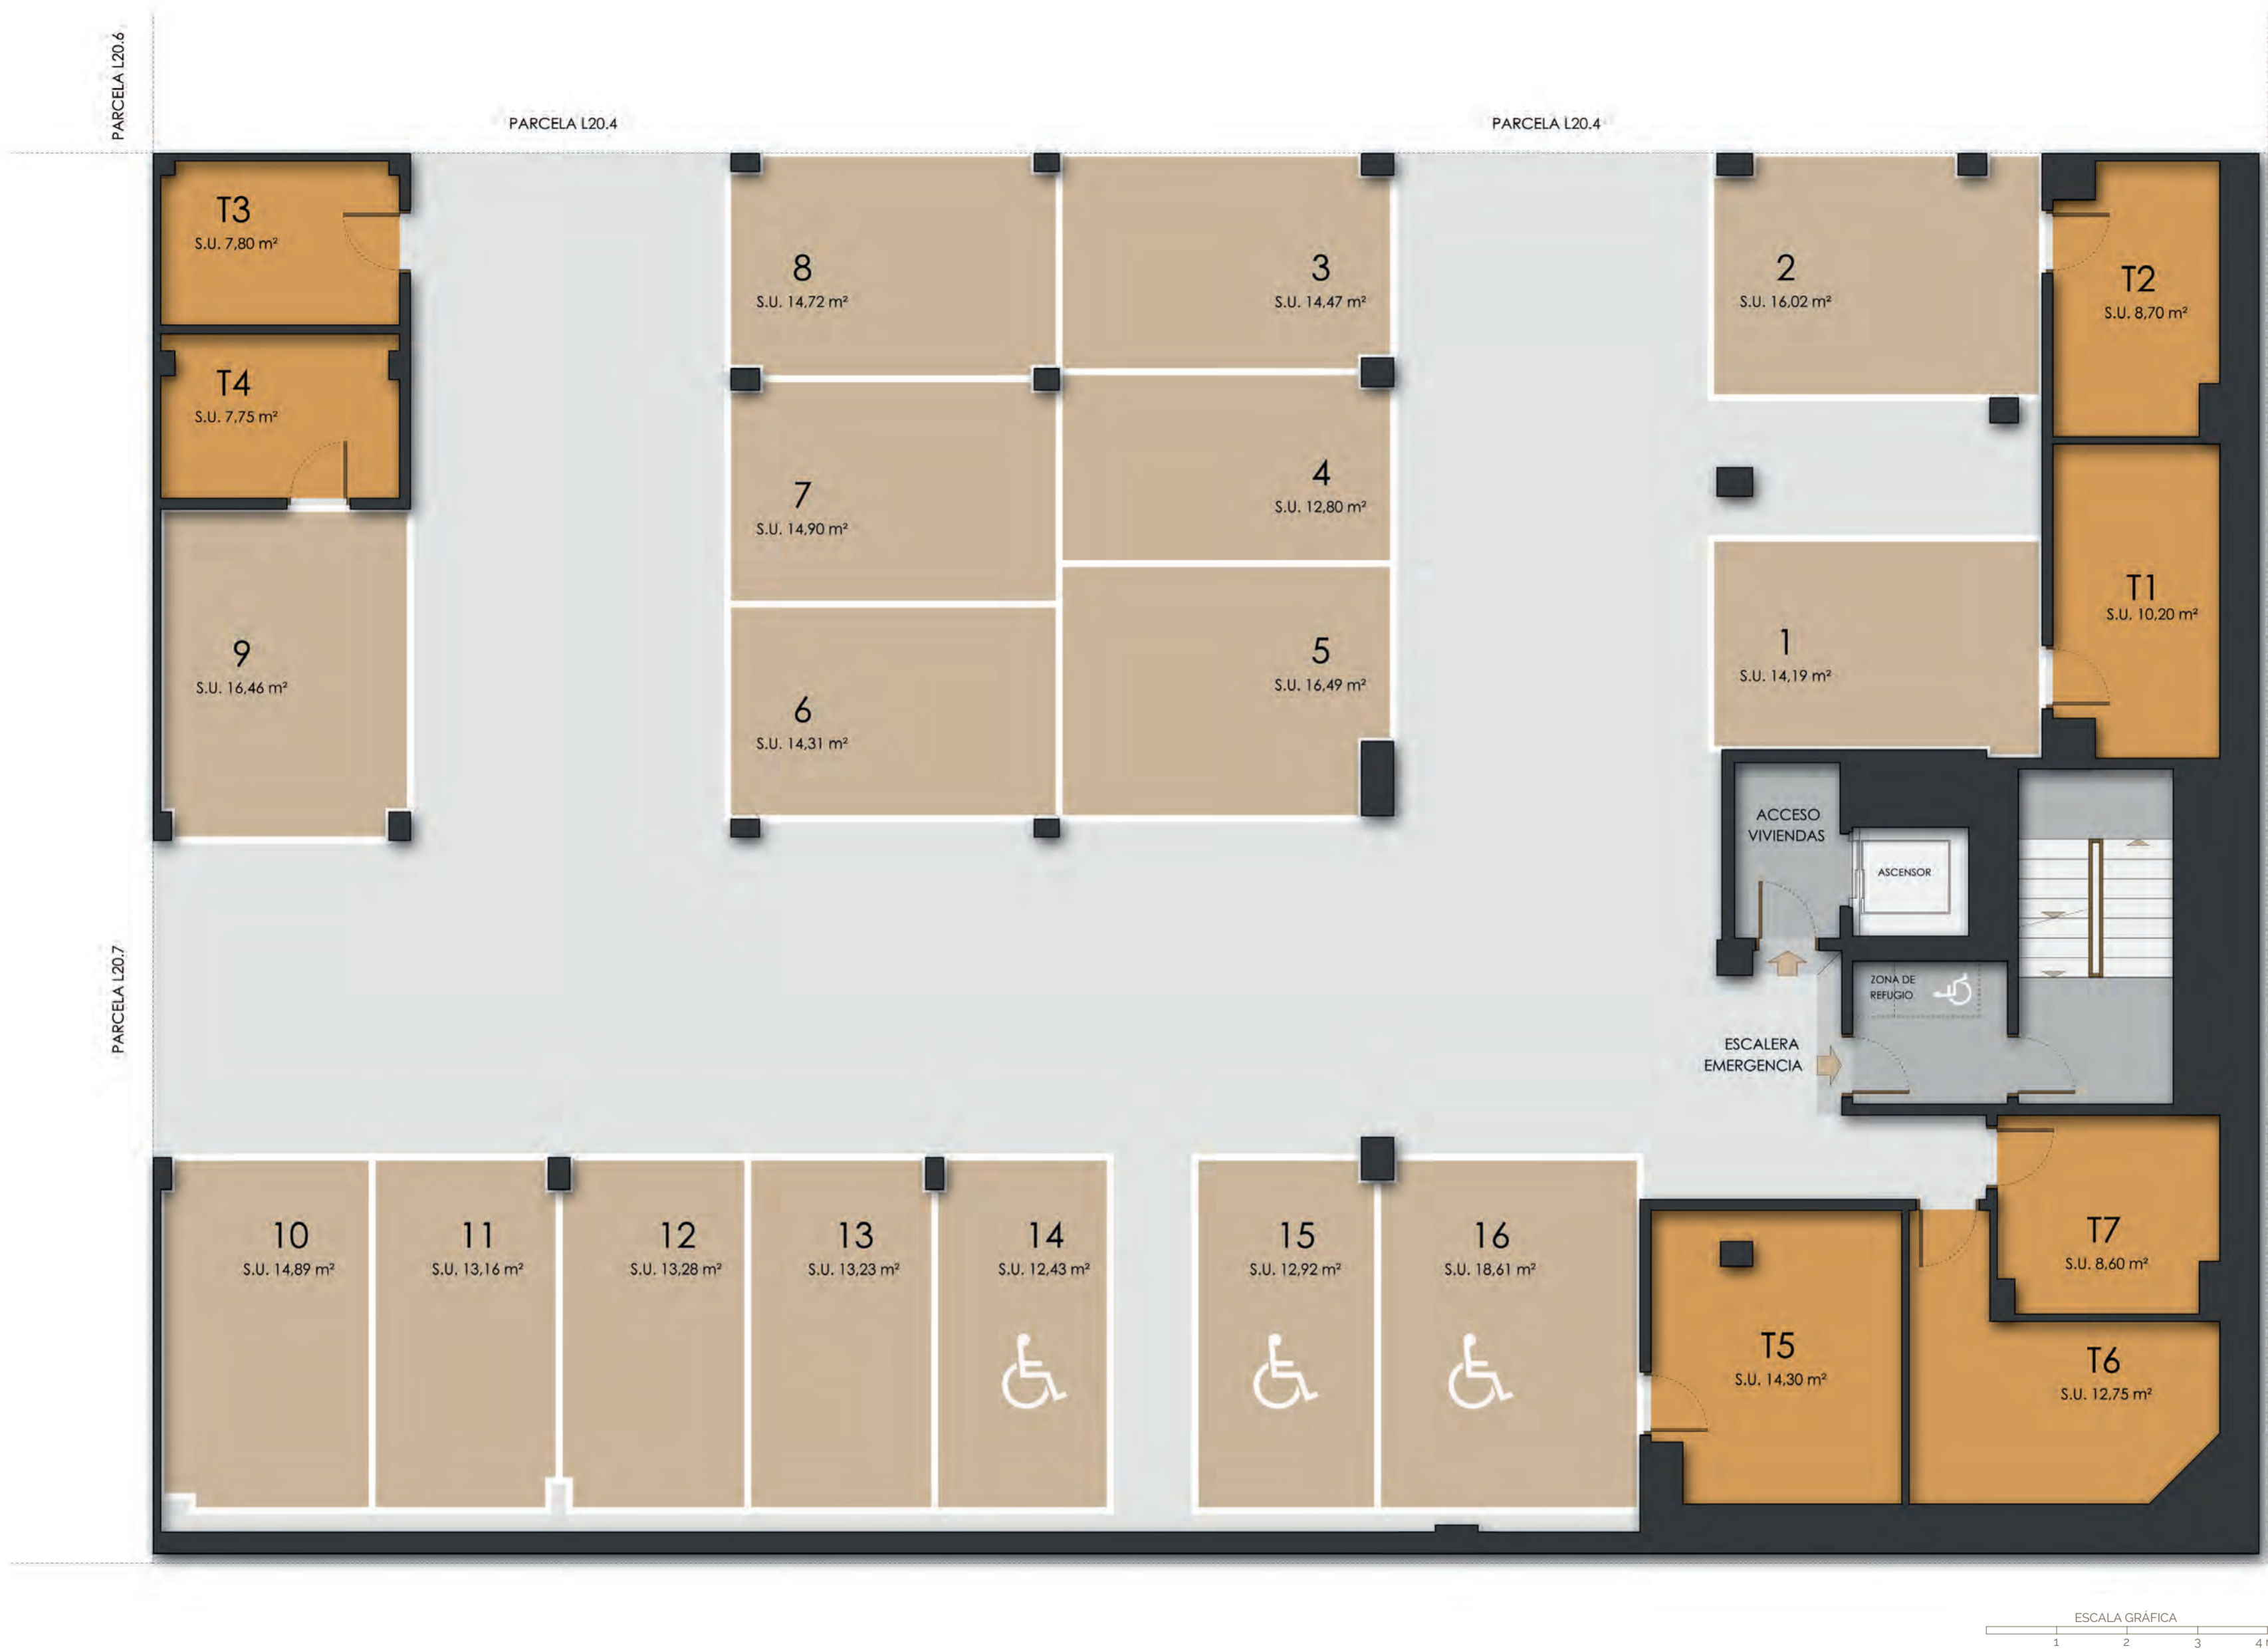 PARCELA L20.6
PARCELA L20.4
PARCELA L20.4
T3
S.U. 7,80 m²
8
S.U. 14,72 m²
3
S.U. 14,47 m²
2
S.U. 16,02 m²
T2
S.U. 8,70 m²
T4
S.U. 7,75 m²
7
S.U. 14,90 m²
4
S.U. 12,80 m²
T1
S.U. 10,20 m²
9
S.U. 16,46 m²
6
S.U. 14,31 m²
5
S.U. 16,49 m²
1
S.U. 14,19 m²
ACCESO
VIVIENDAS
ASCENSOR
PARCELA L20.7
ZONA DE
REFUGIO
ESCALERA
EMERGENCIA
10
S.U. 14,89 m²
11
S.U. 13,16 m²
12
S.U. 13,28 m²
13
S.U. 13,23 m²
14
S.U. 12,43 m²
15
S.U. 12,92 m²
16
S.U. 18,61 m²
T7
S.U. 8,60 m²
T5
S.U. 14,30 m²
T6
S.U. 12,75 m²
ESCALA GRÁFICA
1 2 3 4